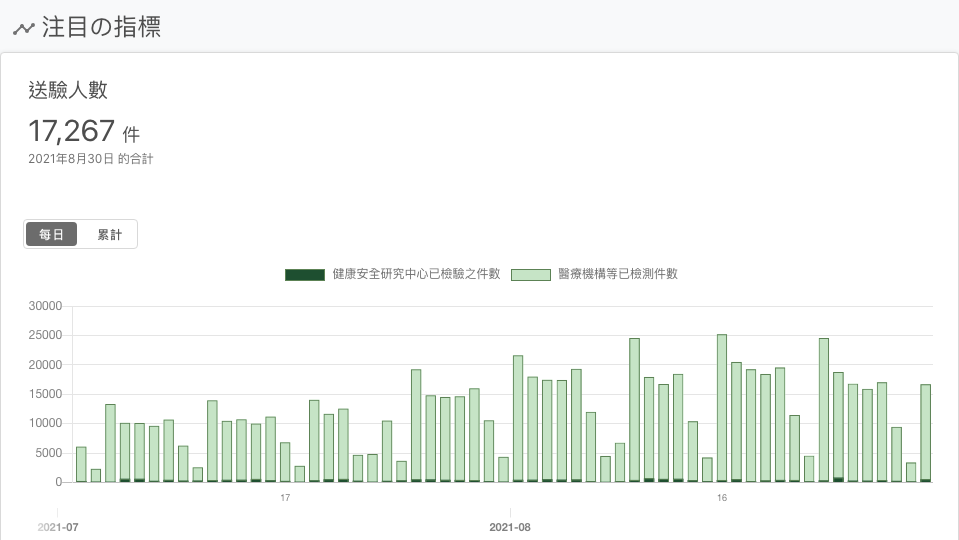 注目の指標
送驗人數
17,267 件
2021年8月30日 的合計
每日 累計
健康安全研究中心已檢驗之件數 醫療機構等已檢測件數
30000
25000
20000
15000
10000
5000
0
17 16
2021-07 2021-08